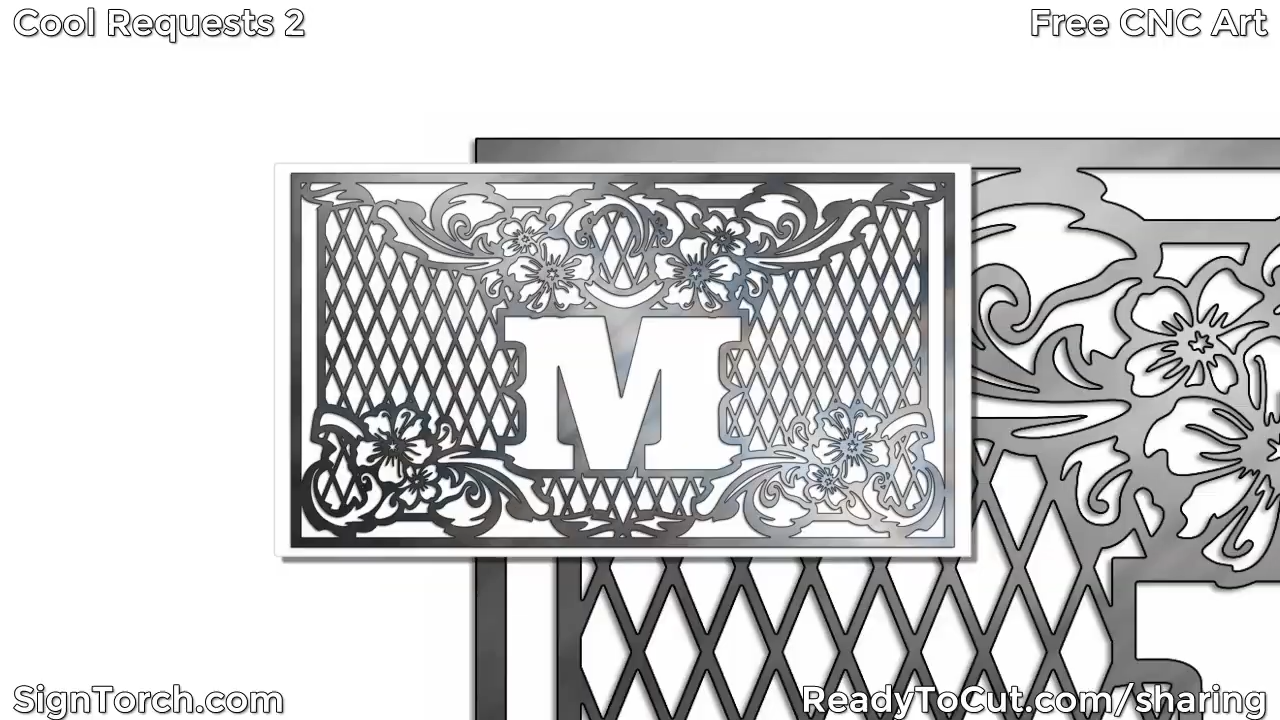 Cool Requests 2
Free CNC Art
M
SignTorch.com
ReadyToCut.com/sharing